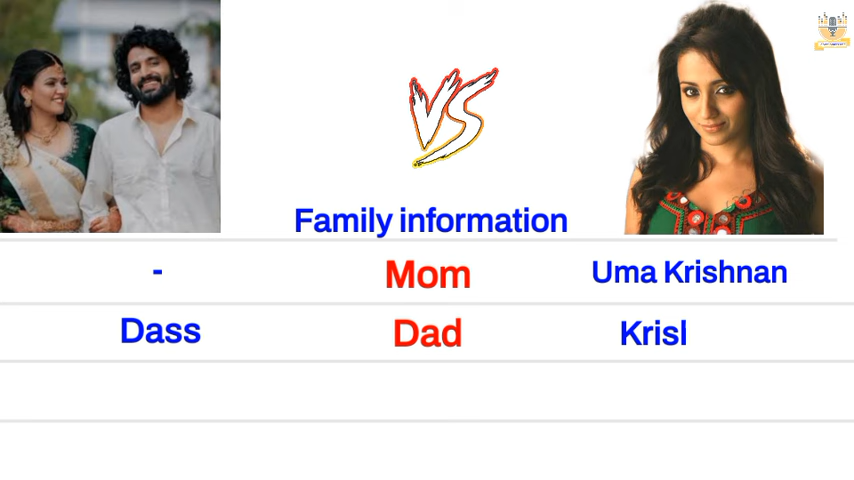 VS
Family information
- Mom Uma Krishnan
Dass Dad Krisl